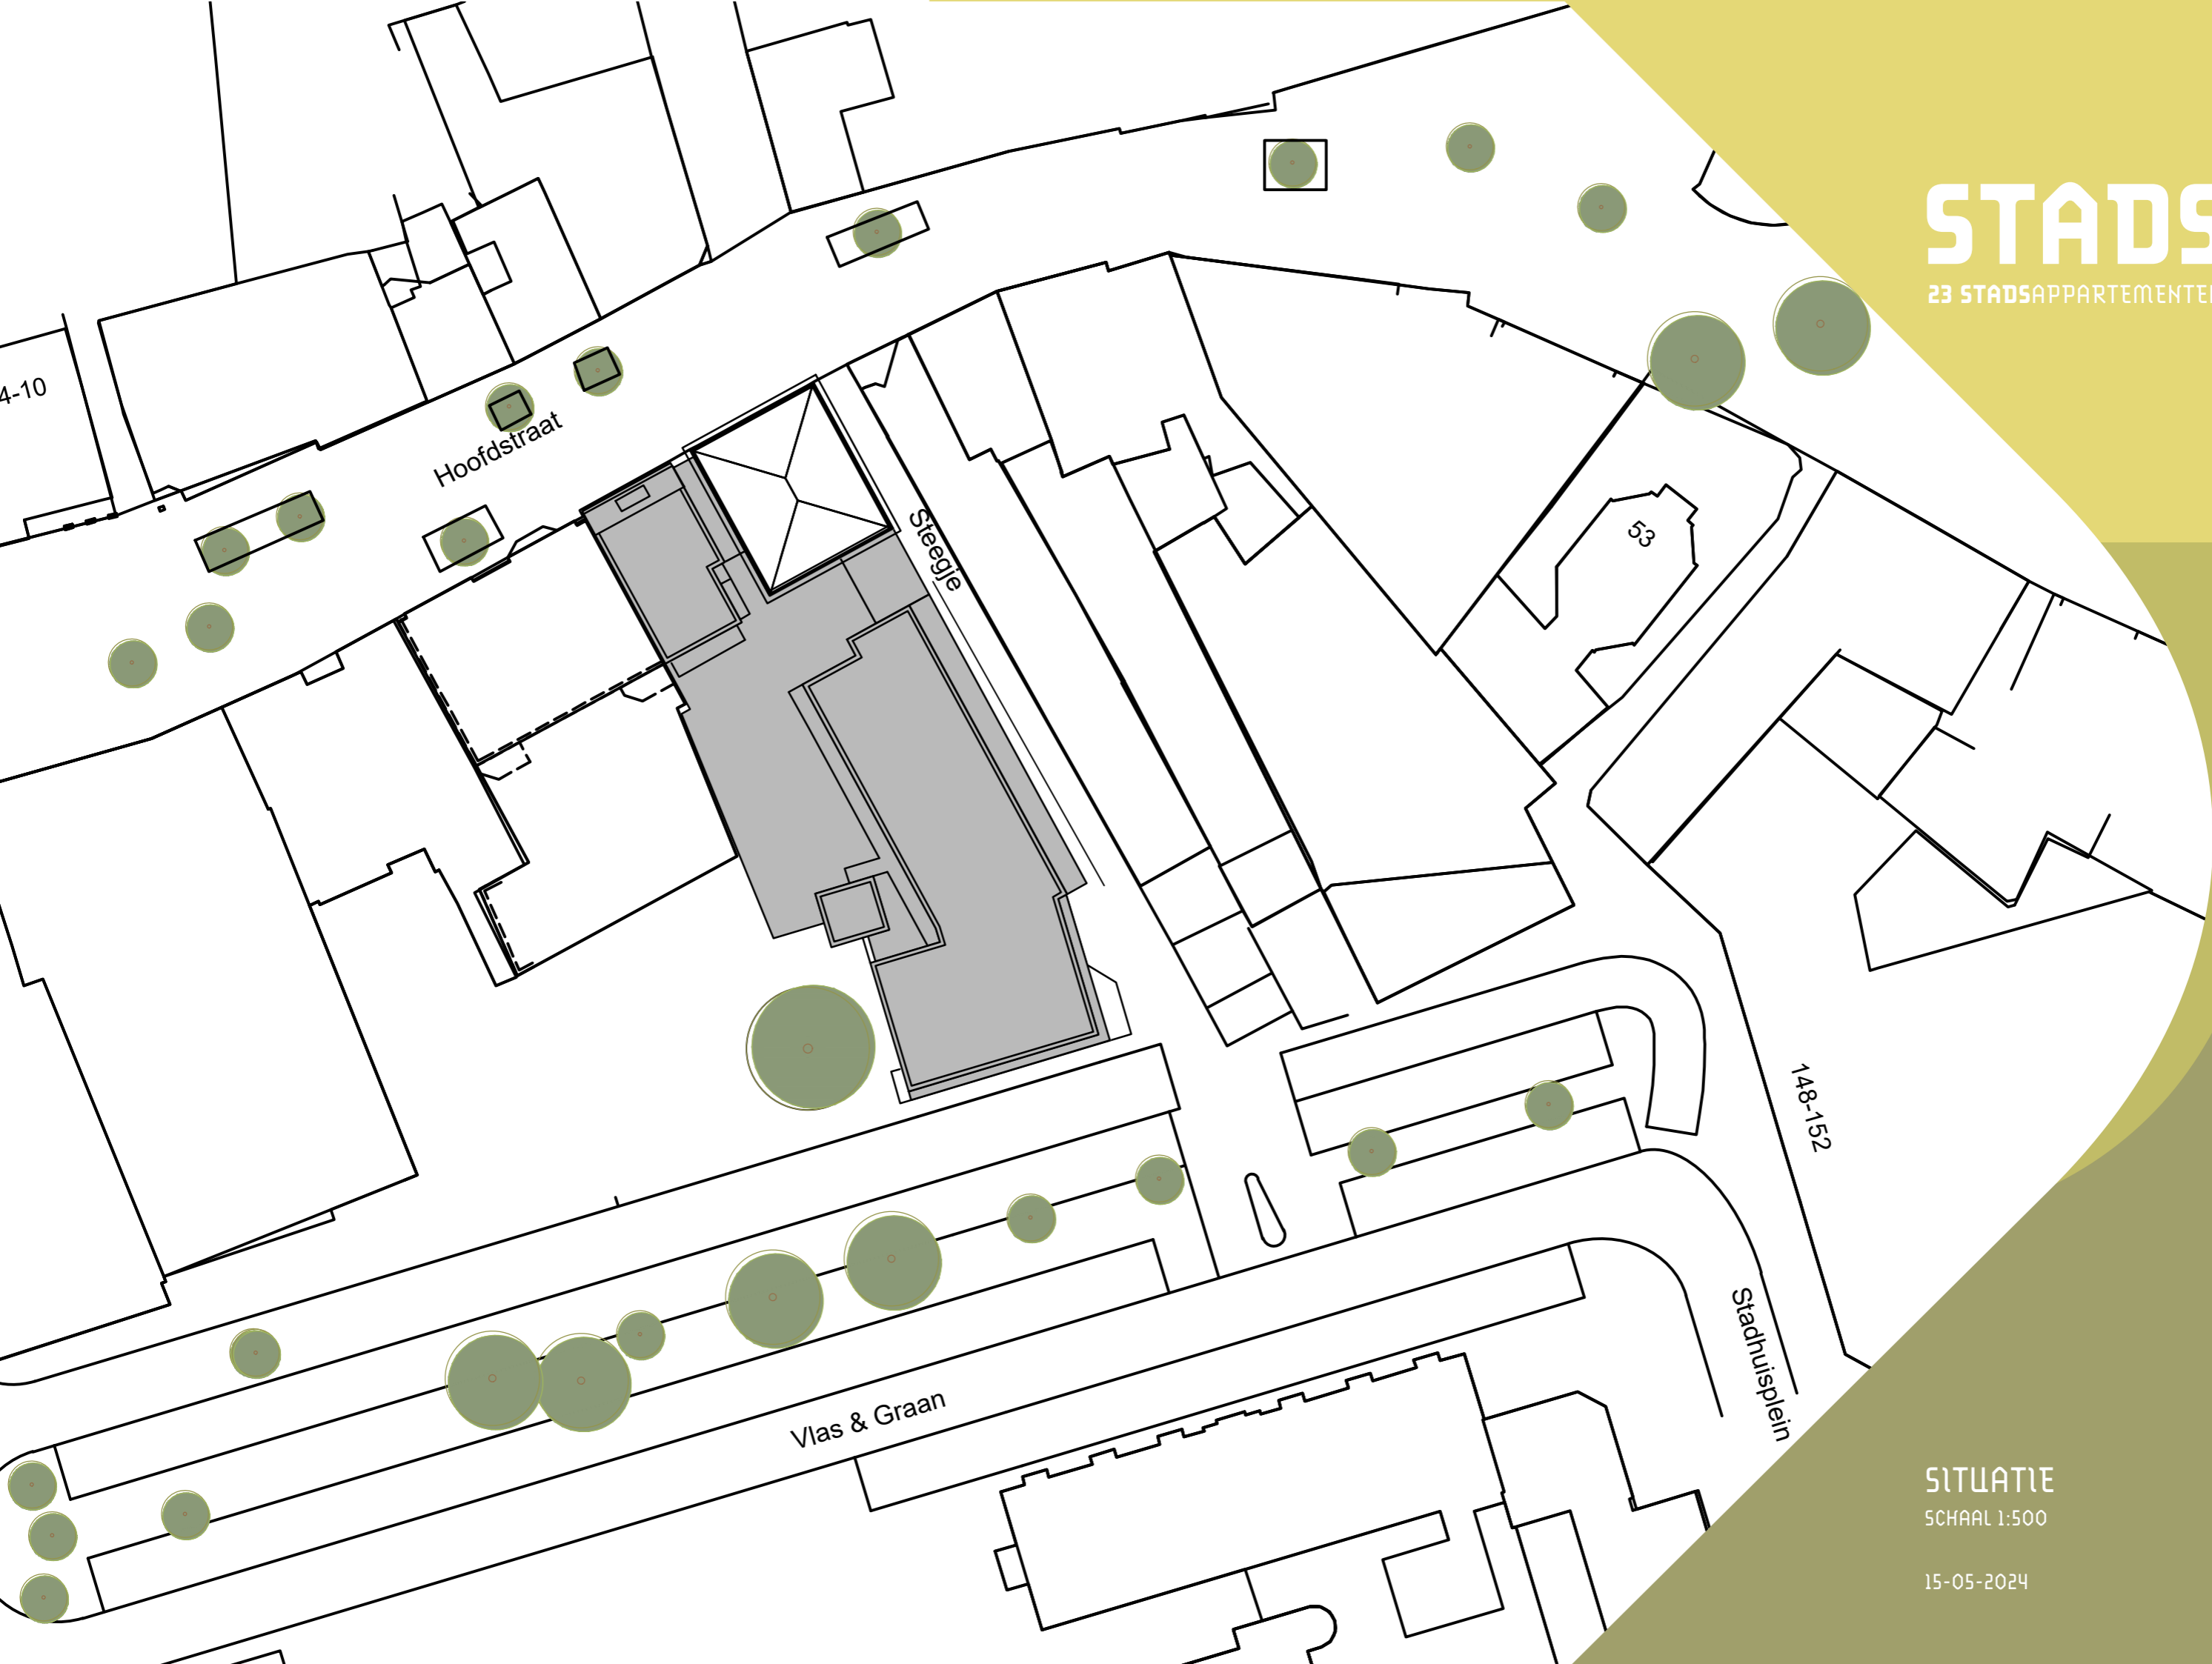 STADS
23 STADSAPPARTEMENTE
4-10
Hoofdstraat
Steegje
53
148-152
Stadhuisplein
Vlas & Graan
SITUATIE
SCHAAL 1:500
15-05-2024